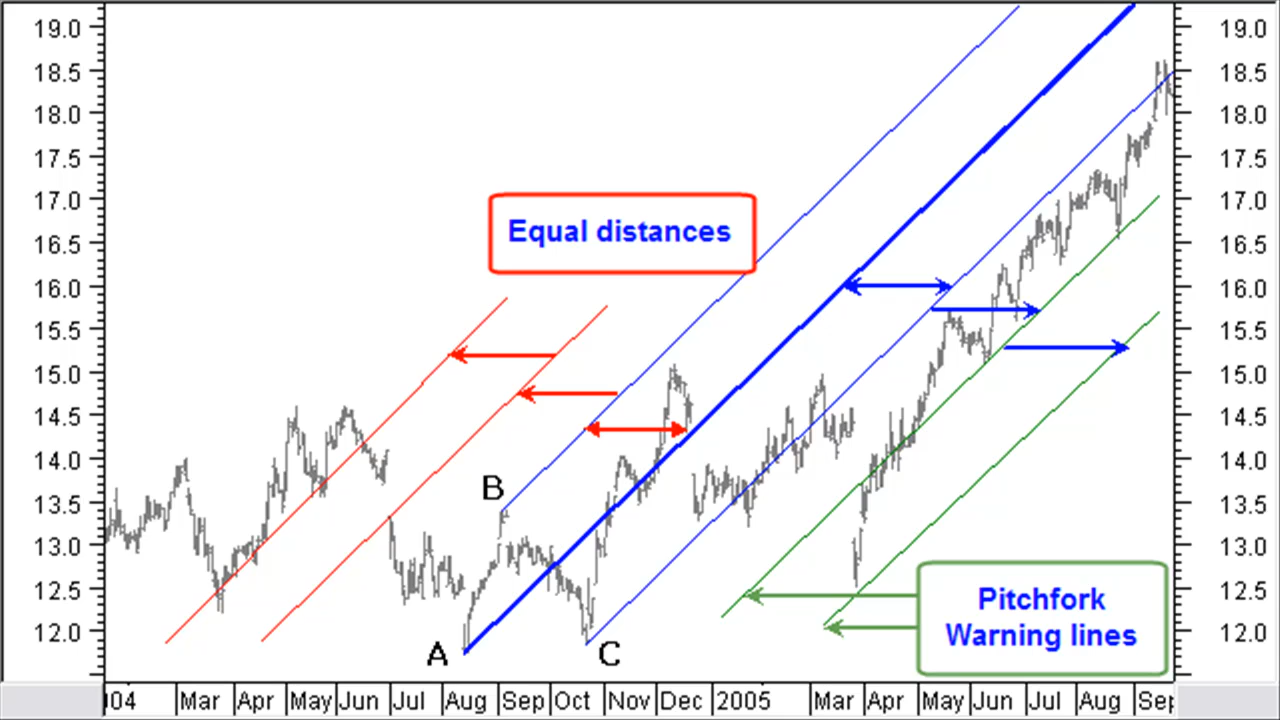 19.0 19.0
18.5 18.5
18.0 18.0
17.5 17.5
17.0 17.0
Equal distances
16.5 16.5
16.0 16.0
15.5 15.5
15.0 15.0
14.5 14.5
14.0 14.0
B
13.5 13.5
13.0 13.0
12.5 12.5
Pitchfork
Warning lines
12.0 12.0
A C
04 Mar Apr May Jun Jul Aug Sep Oct Nov Dec 2005 Mar Apr May Jun Jul Aug Sep